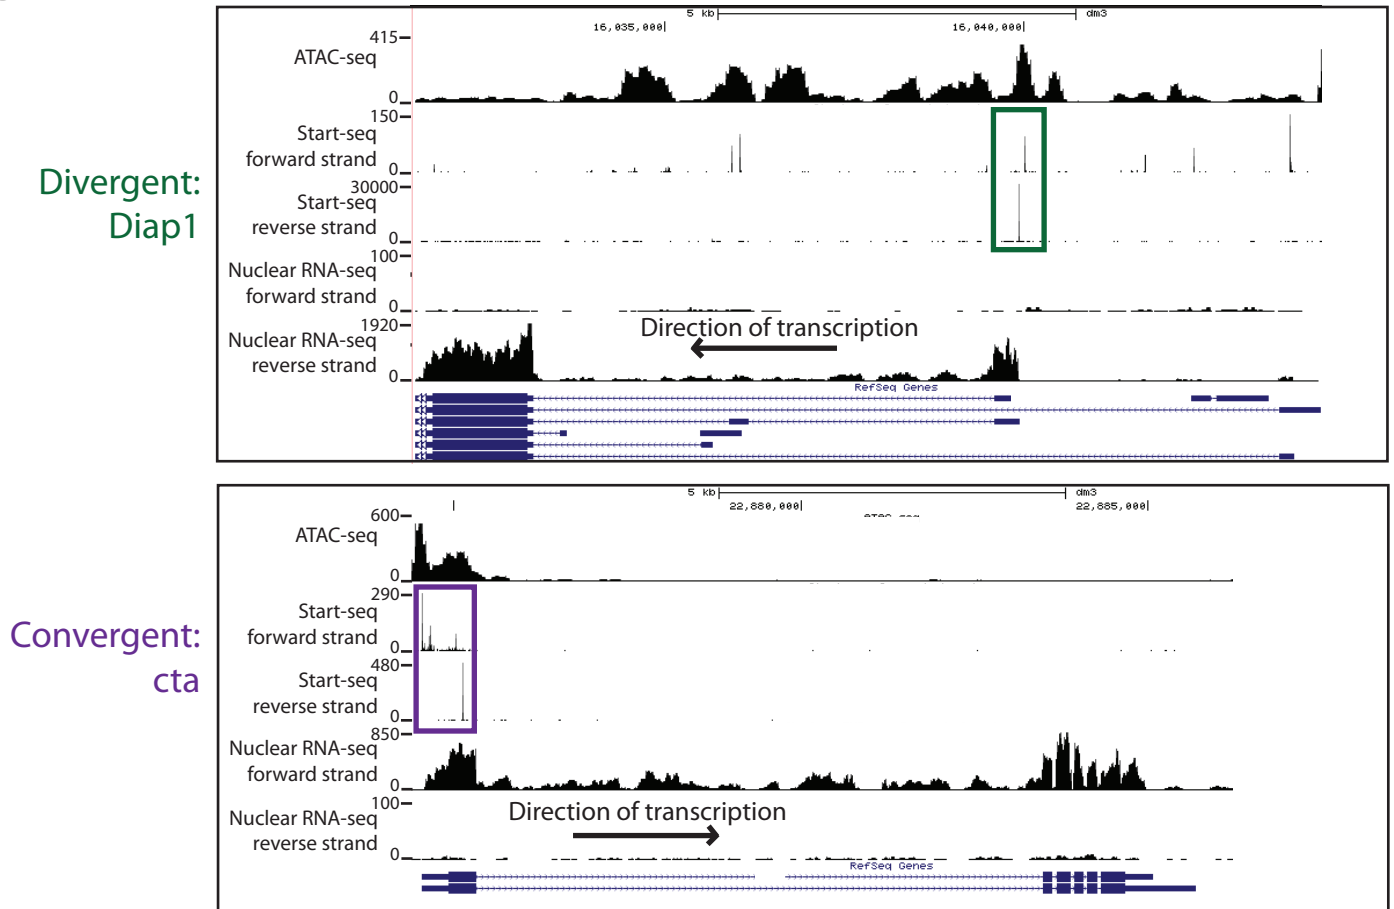 5 kb dm3
16,035,000 16,040,000
415
ATAC-seq
0
150
Start-seq
forward strand
0
30000
Start-seq
reverse strand
0
Divergent:
Diap1
100
Nuclear RNA-seq
forward strand
0
1920
Nuclear RNA-seq
reverse strand
0
Direction of transcription
RefSeq Genes
5 kb dm3
22,880,000 22,885,000
600
ATAC-seq
0
290
Start-seq
forward strand
0
480
Start-seq
reverse strand
0
Convergent:
cta
850
Nuclear RNA-seq
forward strand
0
100
Nuclear RNA-seq
reverse strand
0
Direction of transcription
RefSeq Genes